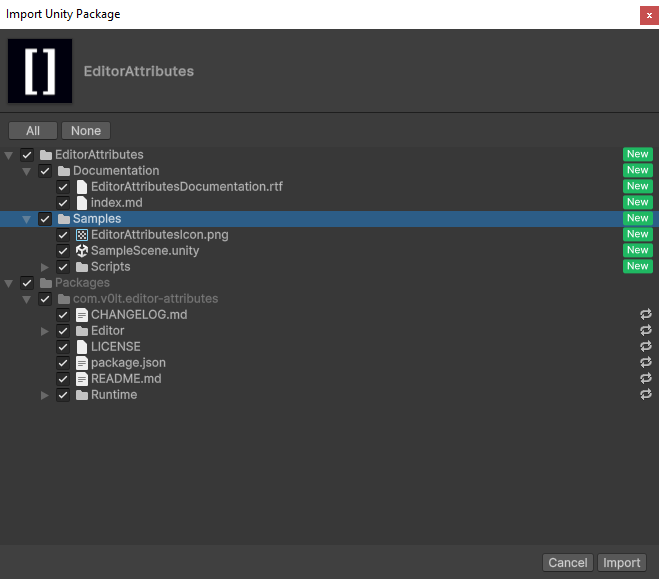 Import Unity Package
x
[]
EditorAttributes
All None
EditorAttributes New
Documentation New
EditorAttributesDocumentation.rtf New
index.md New
Samples New
EditorAttributesIcon.png New
SampleScene.unity New
Scripts New
Packages
com.v0lt.editor-attributes
CHANGELOG.md
Editor
LICENSE
package.json
README.md
Runtime
Cancel Import